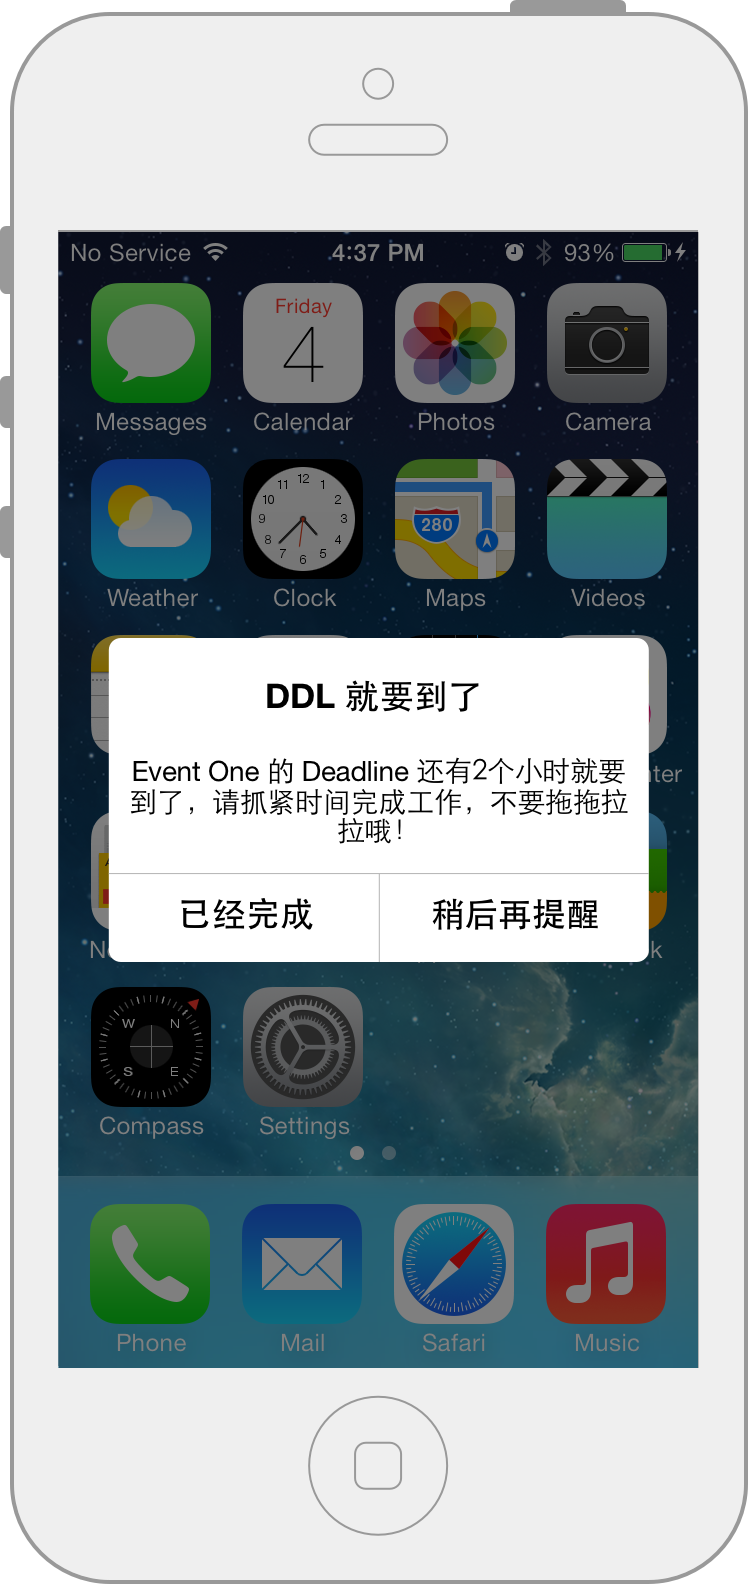 No Service 4:37 PM 93%
Friday
4
Messages Calendar Photos Camera
12
11 1
10 2
9 3
8 4
7 5
6
280
Weather Clock Maps Videos
DDL 就要到了
Event One 的 Deadline 还有2个小时就要
到了，请抓紧时间完成工作，不要拖拖拉
拉哦！
已经完成 稍后再提醒
W N
S E
Compass Settings
Phone Mail Safari Music